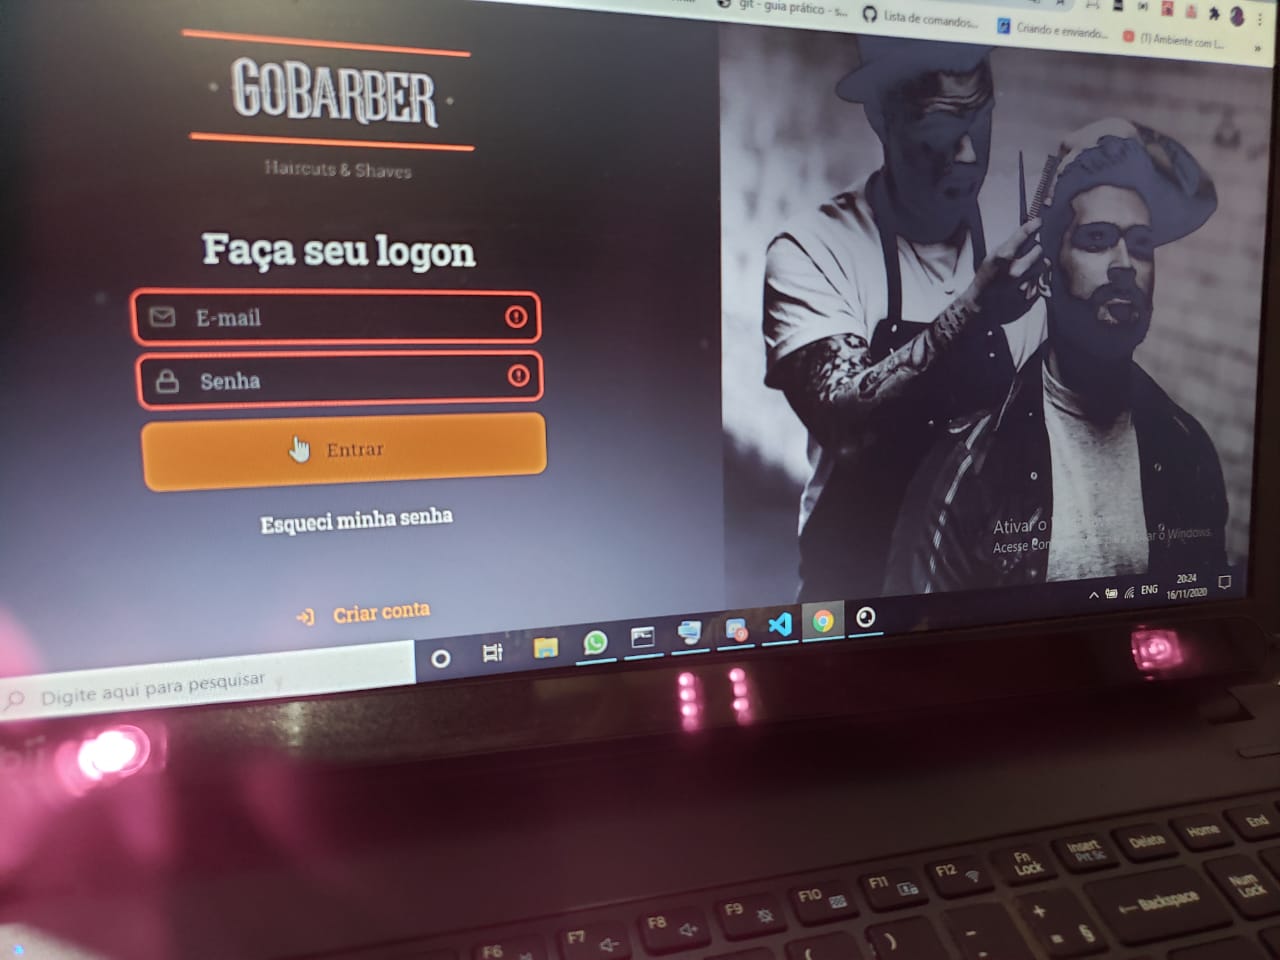 git - guia prático - s...
Lista de comandos...
Criando e enviando...
(1) Ambiente com L...
»
GOBARBER
Haircuts & Shaves
Faça seu logon
E-mail
Senha
Entrar
Esqueci minha senha
Criar conta
Ativar o
Acesse Con
ar o Windows.
Digite aqui para pesquisar
9
ENG
20:24
16/11/2020
F6
F7
F8
F9
F10
F11
F12
Fn
Lock
Insert
Prt Sc
Delete
Home
End
(
)
-
+
=
§
Backspace
Num
Lock